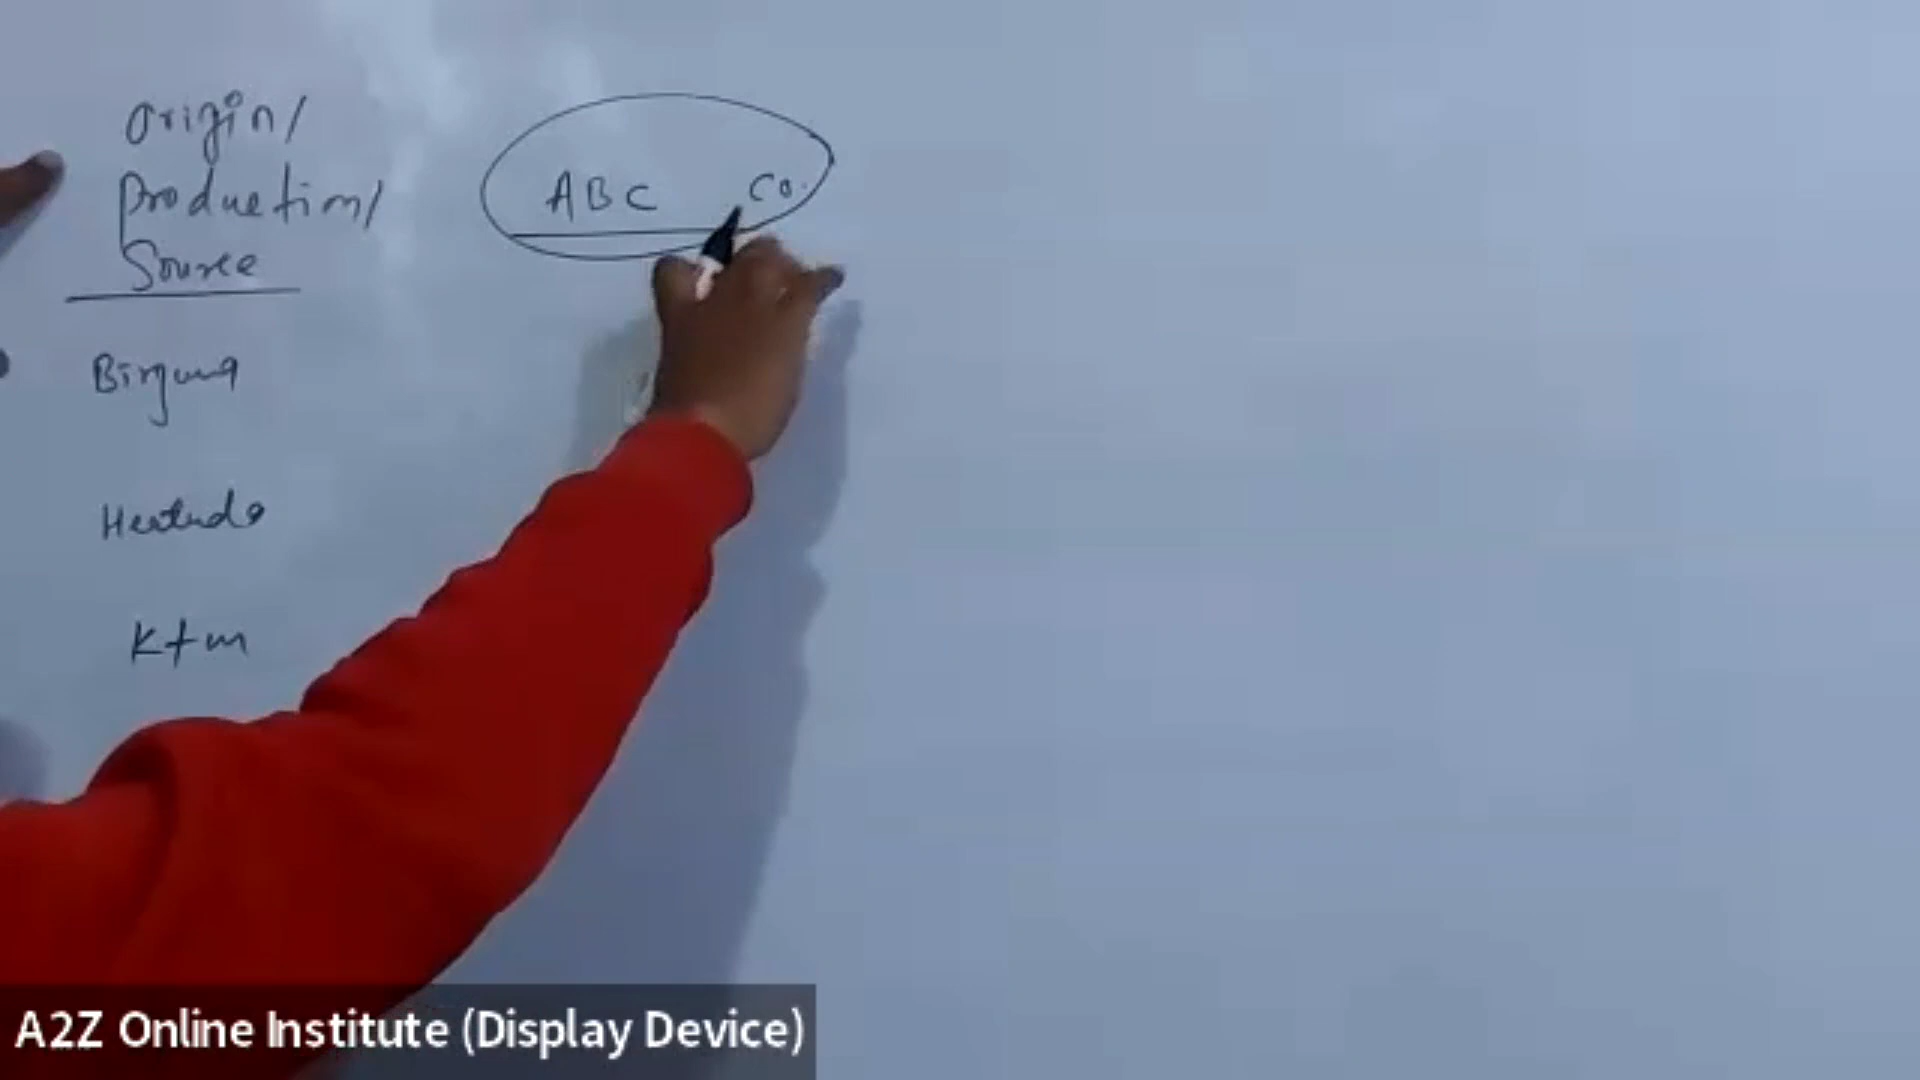 Origin/
Production/
Source
ABC Co.
Birgunj
Hetauda
Ktm
A2Z Online Institute (Display Device)